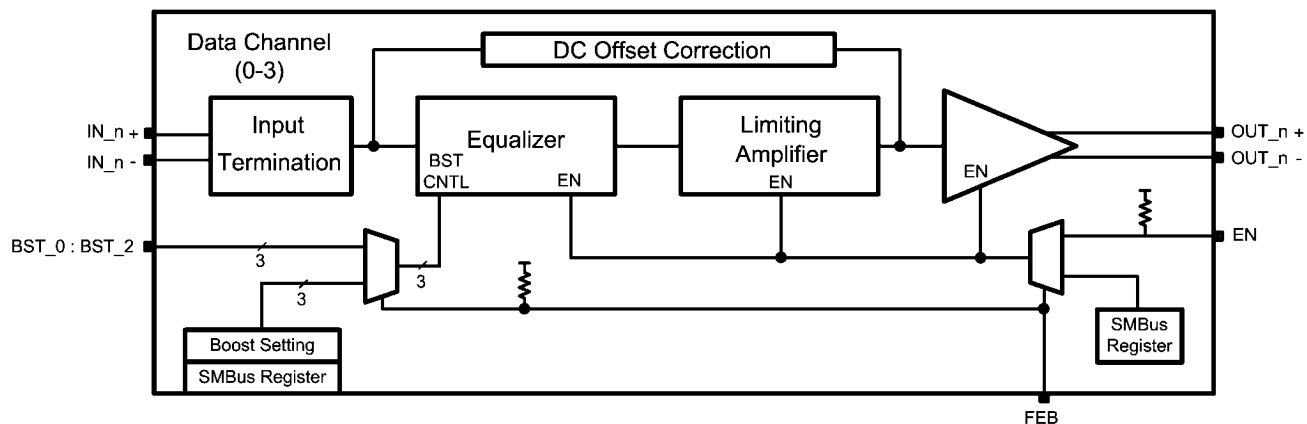 Data Channel
(0-3)
DC Offset Correction
IN_n +
IN_n -
Input
Termination
Equalizer
BST
CNTL
EN
Limiting
Amplifier
EN
EN
OUT_n +
OUT_n -
BST_0 : BST_2
3
3
3
EN
Boost Setting
SMBus Register
SMBus
Register
FEB